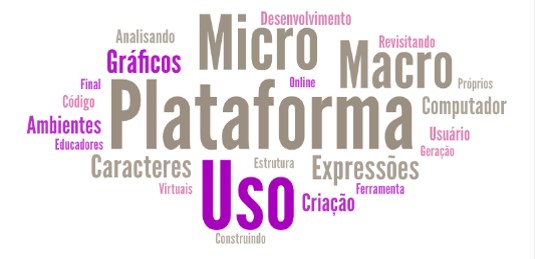 Desenvolvimento
Micro
Analisando
Revisitando
Gráficos
Macro
Final
Online
Próprios
Plataforma
Código
Computador
Ambientes
Usuário
Educadores
Geração
Caracteres
Estrutura
Expressões
Virtuais
Uso
Ferramenta
Criação
Construindo